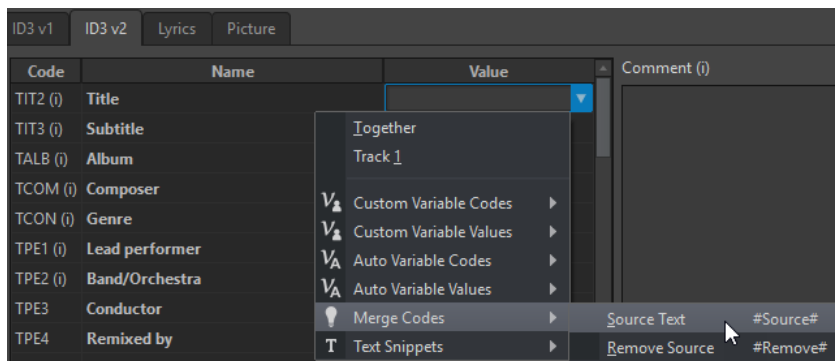 ID3 v1 ID3 v2 Lyrics Picture
Code Name Value Comment (i)
TIT2 (i) Title
TIT3 (i) Subtitle
TALB (i) Album
TCOM (i) Composer
TCON (i) Genre
TPE1 (i) Lead performer
TPE2 (i) Band/Orchestra
TPE3 Conductor
TPE4 Remixed by
Together
Track 1
Custom Variable Codes
Custom Variable Values
Auto Variable Codes
Auto Variable Values
Merge Codes
T Text Snippets
Source Text #Source#
Remove Source #Remove#